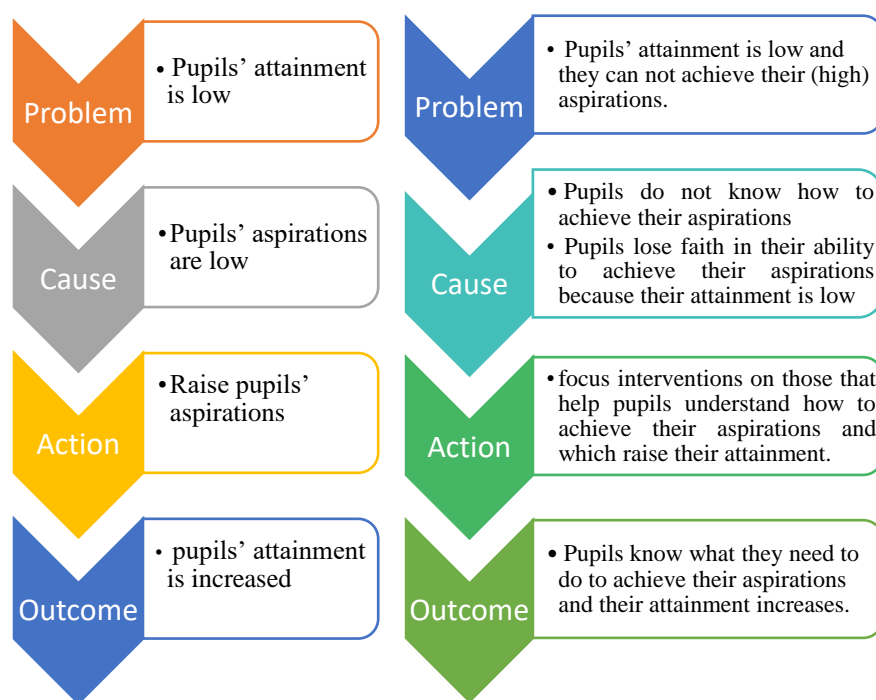 Problem
• Pupils’ attainment
is low
Cause
•Pupils’ aspirations
are low
Action
•Raise pupils’
aspirations
Outcome
• pupils’ attainment
is increased
Problem
• Pupils’ attainment is low and
they can not achieve their (high)
aspirations.
Cause
•Pupils do not know how to
achieve their aspirations
• Pupils lose faith in their ability
to achieve their aspirations
because their attainment is low
Action
•focus interventions on those that
help pupils understand how to
achieve their aspirations and
which raise their attainment.
Outcome
• Pupils know what they need to
do to achieve their aspirations
and their attainment increases.